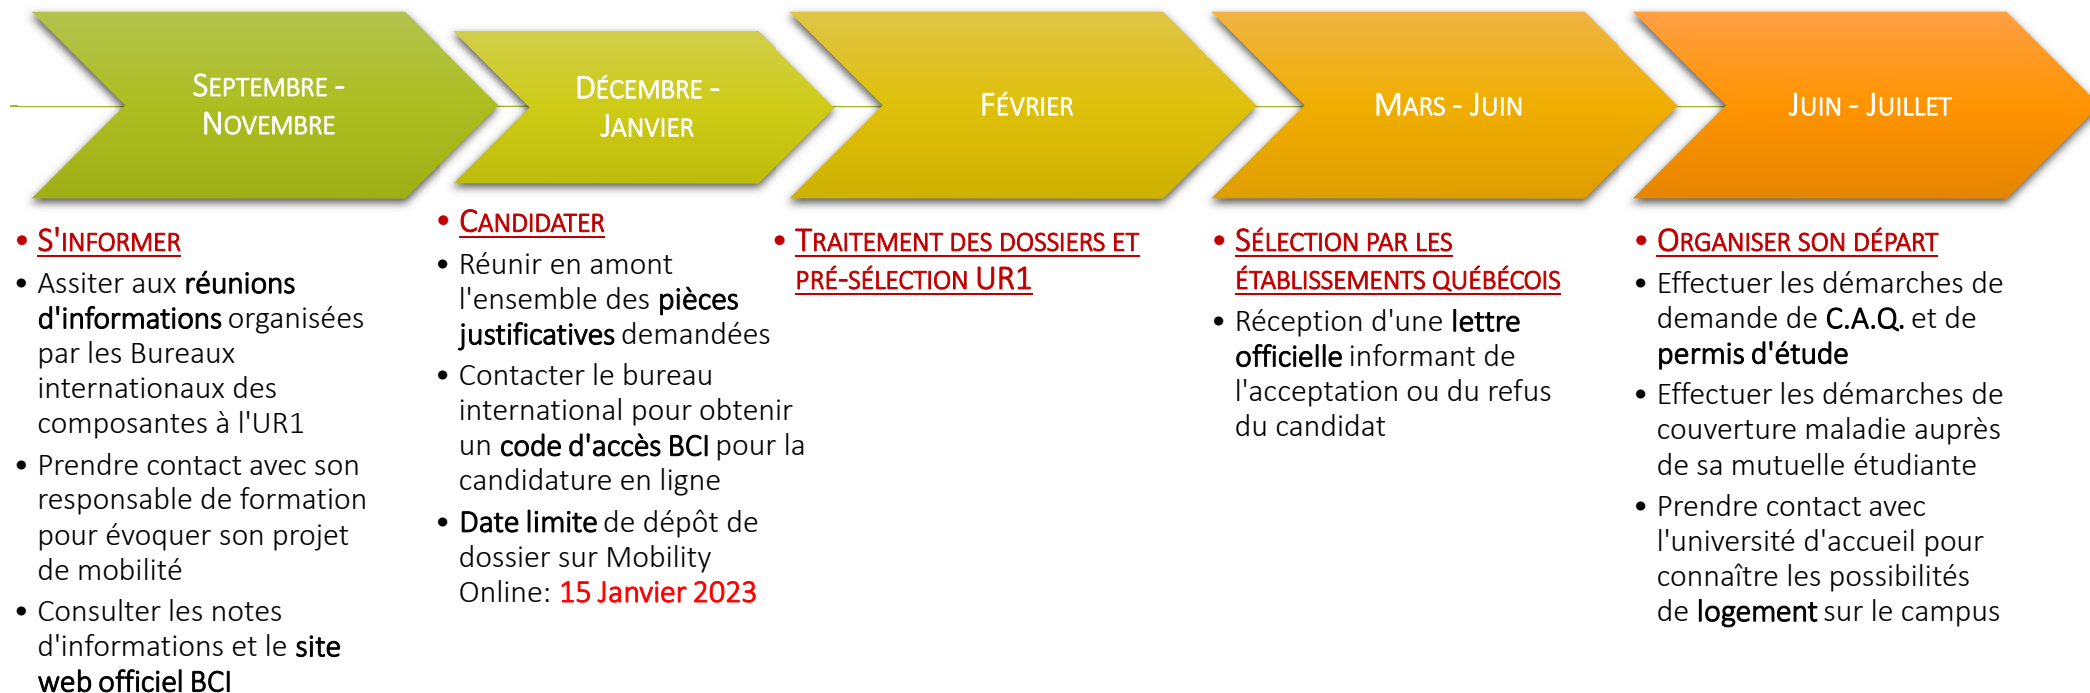 SEPTEMBRE -
NOVEMBRE
DÉCEMBRE -
JANVIER
FÉVRIER
MARS - JUIN
JUIN - JUILLET
• S'INFORMER
• Assiter aux réunions
d'informations organisées
par les Bureaux
internationaux des
composantes à l'UR1
• Prendre contact avec son
responsable de formation
pour évoquer son projet
de mobilité
• Consulter les notes
d'informations et le site
web officiel BCI
• CANDIDATER
• Réunir en amont
l'ensemble des pièces
justificatives demandées
• Contacter le bureau
international pour obtenir
un code d'accès BCI pour la
candidature en ligne
• Date limite de dépôt de
dossier sur Mobility
Online: 15 Janvier 2023
• TRAITEMENT DES DOSSIERS ET
PRÉ-SÉLECTION UR1
• SÉLECTION PAR LES
ÉTABLISSEMENTS QUÉBÉCOIS
• Réception d'une lettre
officielle informant de
l'acceptation ou du refus
du candidat
• ORGANISER SON DÉPART
• Effectuer les démarches de
demande de C.A.Q. et de
permis d'étude
• Effectuer les démarches de
couverture maladie auprès
de sa mutuelle étudiante
• Prendre contact avec
l'université d'accueil pour
connaître les possibilités
de logement sur le campus